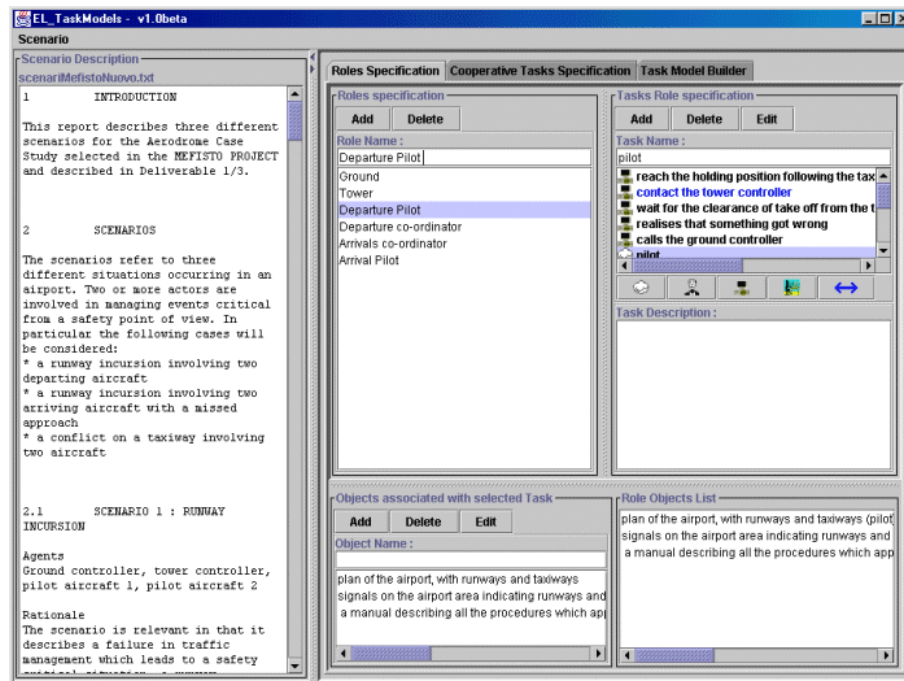 EL_TaskModels - v1.0beta
Scenario
Scenario Description
scenariMefistoNuovo.txt
1 INTRODUCTION
This report describes three different
scenarios for the Aerodrome Case
Study selected in the MEFISTO PROJECT
and described in Deliverable 1/3.
2 SCENARIOS
The scenarios refer to three
different situations occurring in an
airport. Two or more actors are
involved in managing events critical
from a safety point of view. In
particular the following cases will
be considered:
* a runway incursion involving two
departing aircraft
* a runway incursion involving two
arriving aircraft with a missed
approach
* a conflict on a taxiway involving
two aircraft
2.1 SCENARIO 1 : RUNWAY
INCURSION
Agents
Ground controller, tower controller,
pilot aircraft 1, pilot aircraft 2
Rationale
The scenario is relevant in that it
describes a failure in traffic
management which leads to a safety
Roles Specification Cooperative Tasks Specification Task Model Builder
Roles specification
Add Delete
Role Name :
Departure Pilot
Ground
Tower
Departure Pilot
Departure co-ordinator
Arrivals co-ordinator
Arrival Pilot
Tasks Role specification
Add Delete Edit
Task Name :
pilot
reach the holding position following the tax
contact the tower controller
wait for the clearance of take off from the t
realises that something got wrong
calls the ground controller
pilot
Task Description :
Objects associated with selected Task
Add Delete Edit
Object Name :
plan of the airport, with runways and taxiways
signals on the airport area indicating runways and
a manual describing all the procedures which app
Role Objects List
plan of the airport, with runways and taxiways (pilot)
signals on the airport area indicating runways and
a manual describing all the procedures which app